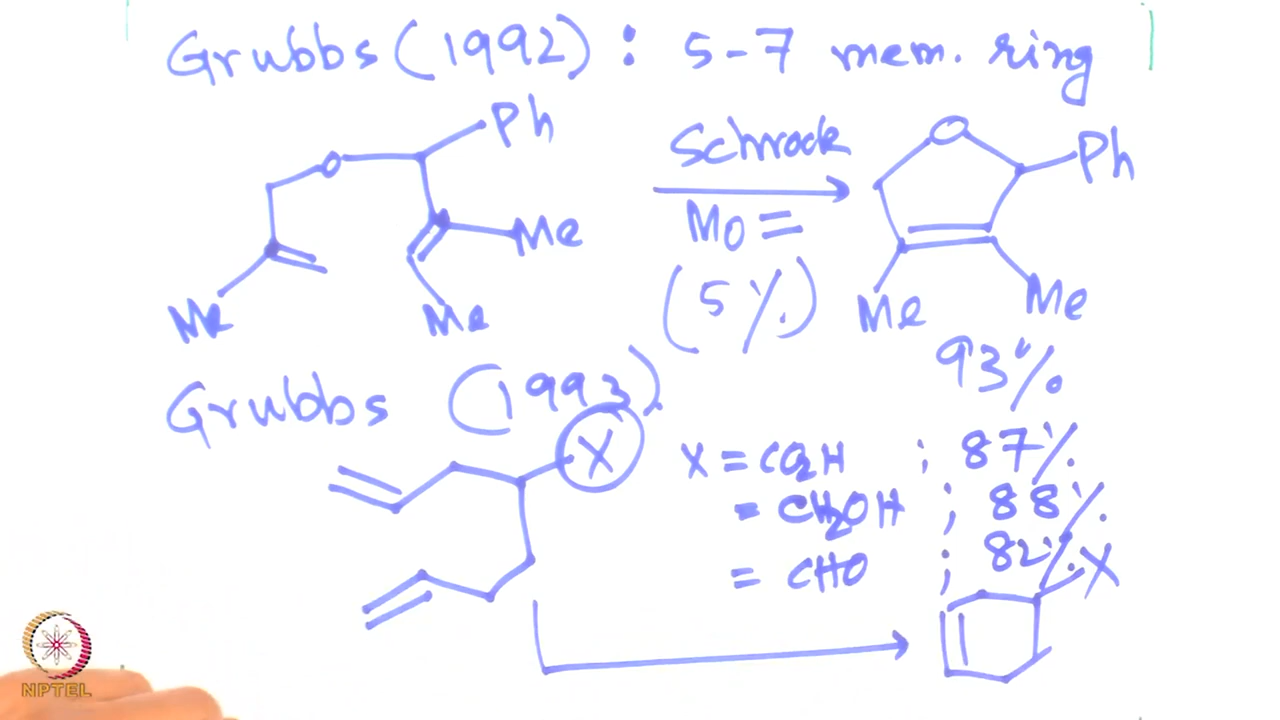 Grubbs (1992) : 5-7 mem. ring
Ph
O
Me
Me
Me
Schrock
Mo =
(5%)
O
Ph
Me
Me
93%
Grubbs (1993)
X
X = CO2H ; 87%
= CH2OH ; 88%
= CHO ; 82%
X
NPTEL